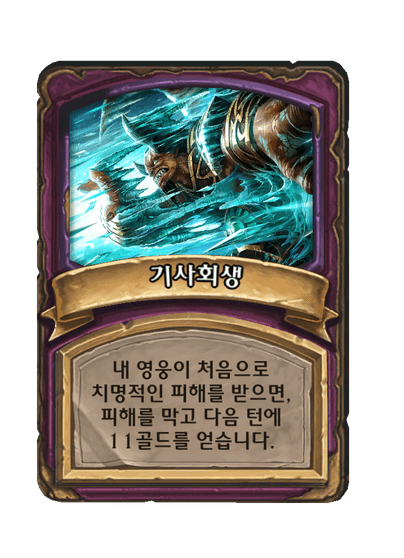 기사회생
내 영웅이 처음으로
치명적인 피해를 받으면,
피해를 막고 다음 턴에
11골드를 얻습니다.